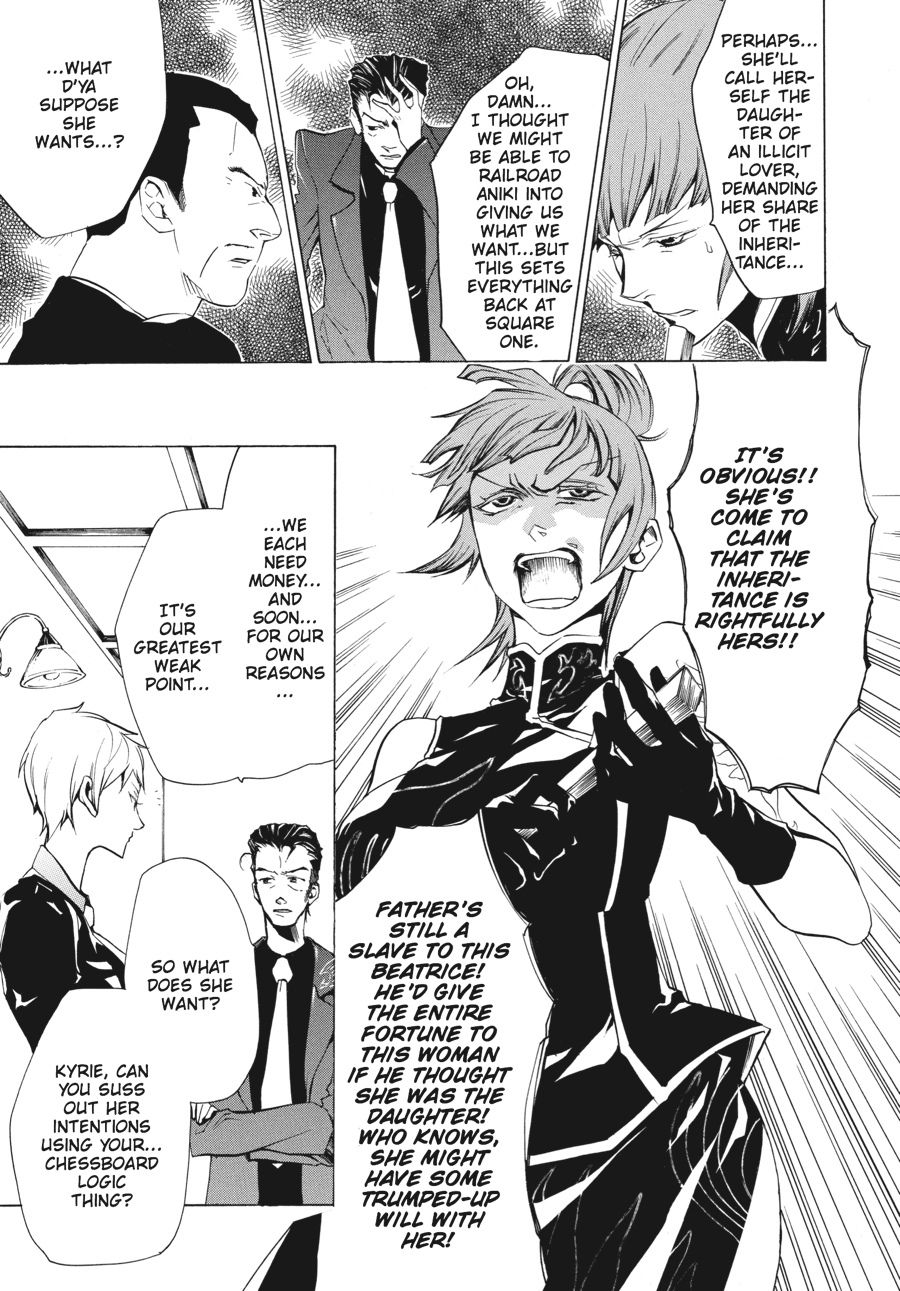 PERHAPS...
SHE'LL
CALL HER-
SELF THE
DAUGH-
TER OF
AN ILLICIT
LOVER,
DEMANDING
HER SHARE
OF THE
INHERI-
TANCE...
OH,
DAMN...
I THOUGHT
WE MIGHT
BE ABLE TO
RAILROAD
ANIKI INTO
GIVING US
WHAT WE
WANT...BUT
THIS SETS
EVERYTHING
BACK AT
SQUARE
ONE.
...WHAT
D'YA
SUPPOSE
SHE
WANTS...?
IT'S
OBVIOUS!!
SHE'S
COME TO
CLAIM
THAT THE
INHERI-
TANCE IS
RIGHTFULLY
HERS!!
FATHER'S
STILL A
SLAVE TO THIS
BEATRICE!
HE'D GIVE
THE ENTIRE
FORTUNE TO
THIS WOMAN
IF HE THOUGHT
SHE WAS THE
DAUGHTER!
WHO KNOWS,
SHE MIGHT
HAVE SOME
TRUMPED-UP
WILL WITH
HER!
...WE
EACH
NEED
MONEY...
AND
SOON...
FOR OUR
OWN
REASONS
...
IT'S
OUR
GREATEST
WEAK
POINT...
SO WHAT
DOES SHE
WANT?
KYRIE, CAN
YOU SUSS
OUT HER
INTENTIONS
USING YOUR...
CHESSBOARD
LOGIC
THING?